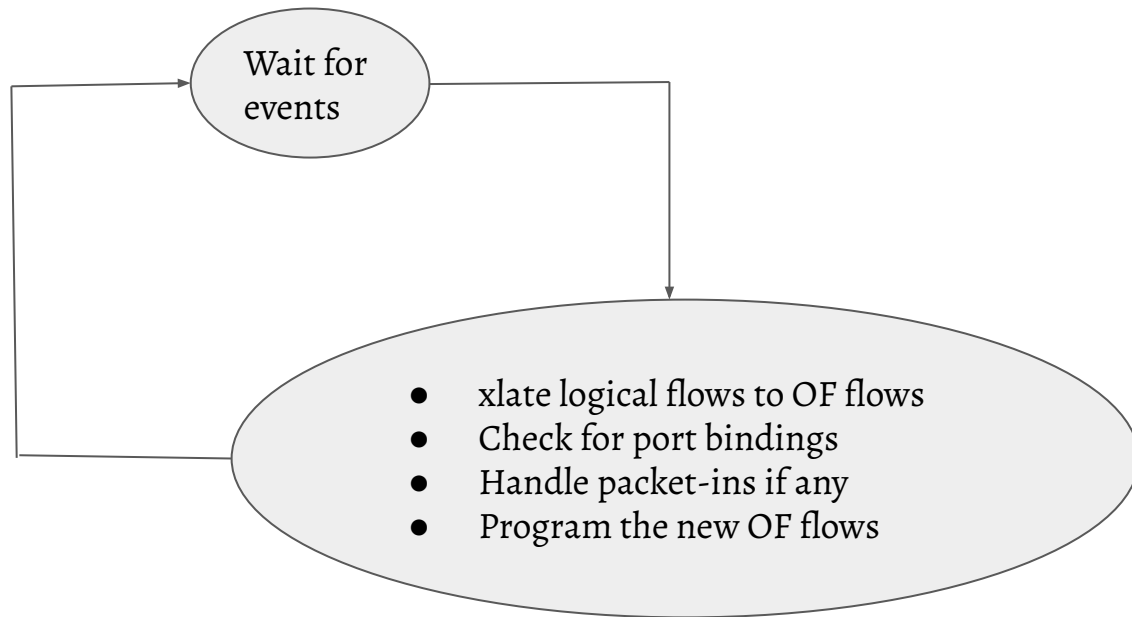 Wait for
events
● xlate logical flows to OF flows
● Check for port bindings
● Handle packet-ins if any
● Program the new OF flows